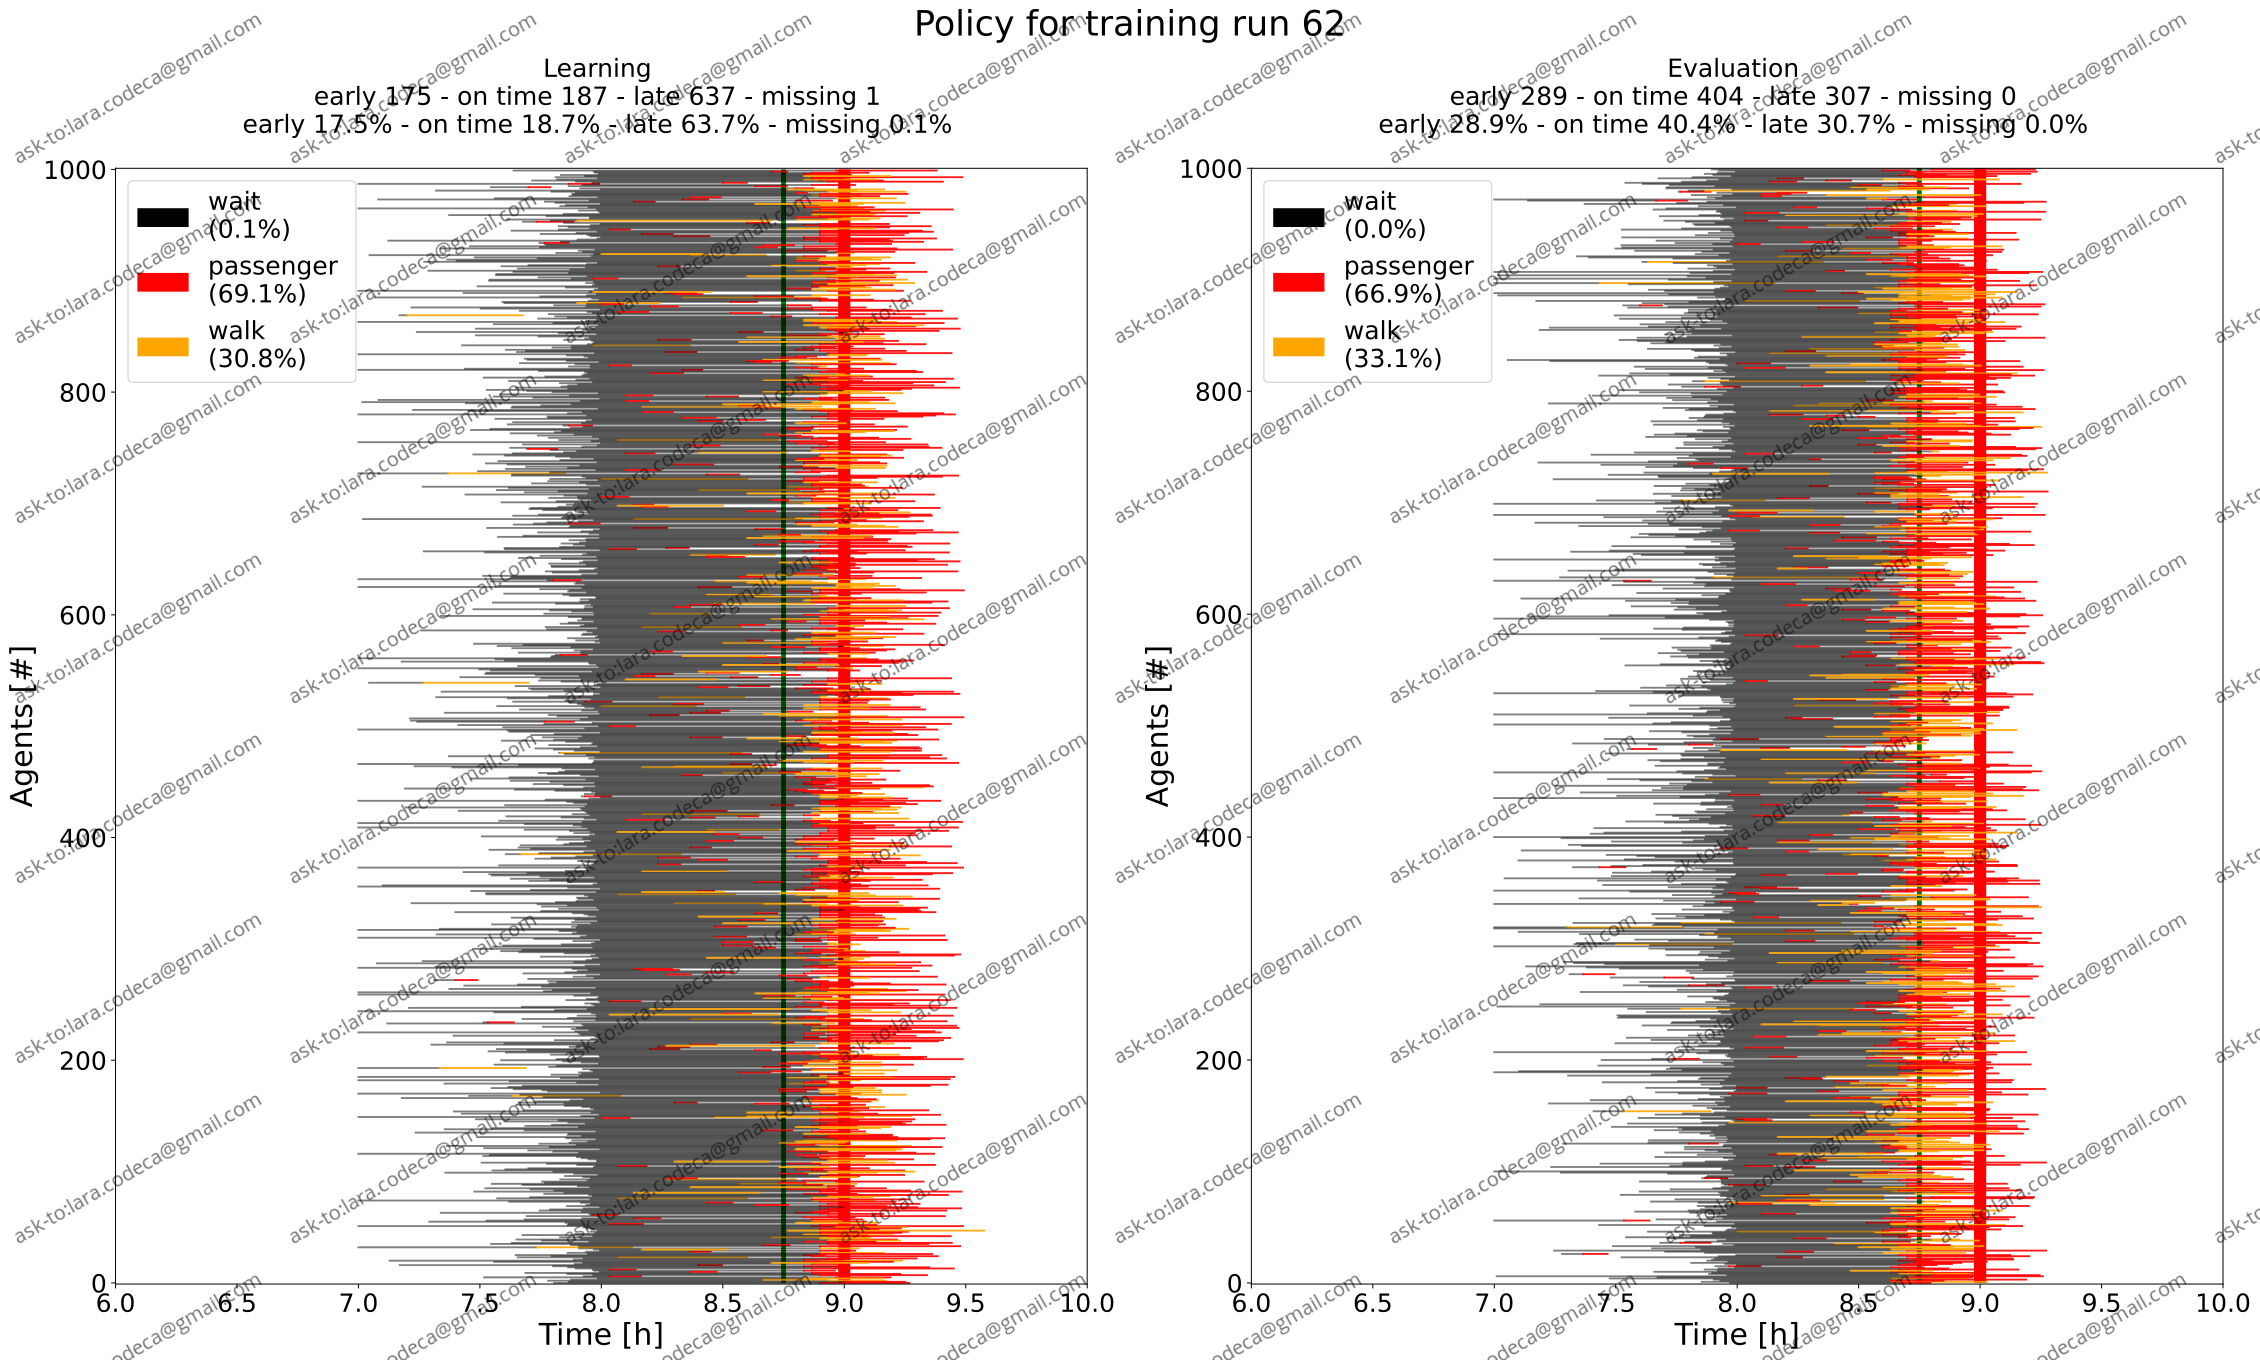 Policy for training run 62
Learning
early 175 - on time 187 - late 637 - missing 1
early 17.5% - on time 18.7% - late 63.7% - missing 0.1%
wait
(0.1%)
passenger
(69.1%)
walk
(30.8%)
Agents [#]
1000
800
600
400
200
0
6.0 6.5 7.0 7.5 8.0 8.5 9.0 9.5 10.0
Time [h]
Evaluation
early 289 - on time 404 - late 307 - missing 0
early 28.9% - on time 40.4% - late 30.7% - missing 0.0%
wait
(0.0%)
passenger
(66.9%)
walk
(33.1%)
Agents [#]
1000
800
600
400
200
0
6.0 6.5 7.0 7.5 8.0 8.5 9.0 9.5 10.0
Time [h]
ask-to:lara.codeca@gmail.com